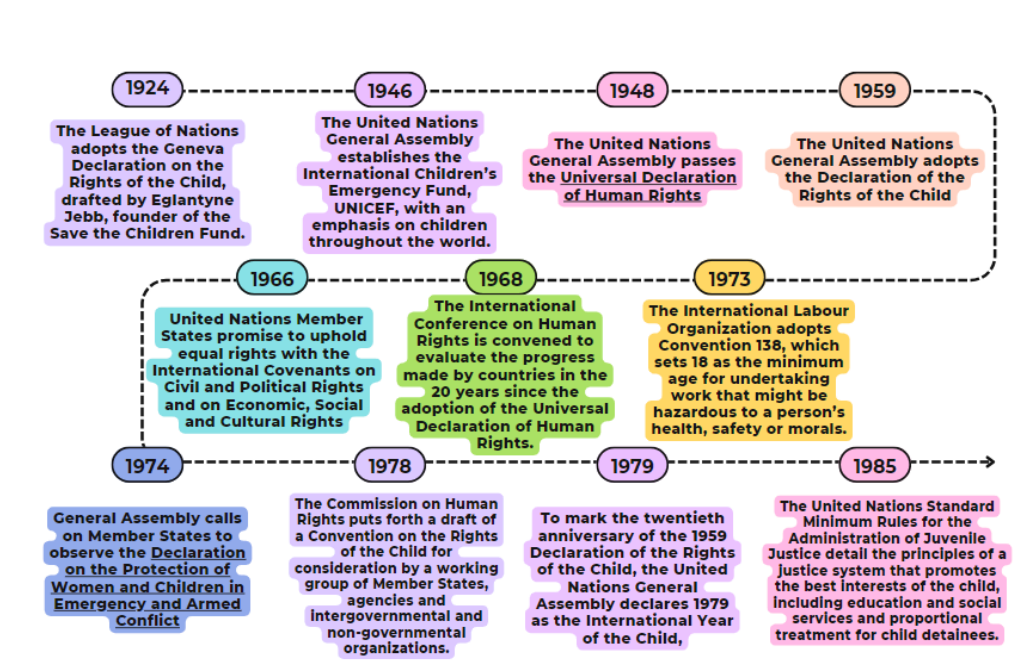 1924
The League of Nations
adopts the Geneva
Declaration on the
Rights of the Child,
drafted by Eglantyne
Jebb, founder of the
Save the Children Fund.
1946
The United Nations
General Assembly
establishes the
International Children’s
Emergency Fund,
UNICEF, with an
emphasis on children
throughout the world.
1948
The United Nations
General Assembly passes
the Universal Declaration
of Human Rights
1959
The United Nations
General Assembly adopts
the Declaration of the
Rights of the Child
1966
United Nations Member
States promise to uphold
equal rights with the
International Covenants on
Civil and Political Rights
and on Economic, Social
and Cultural Rights
1968
The International
Conference on Human
Rights is convened to
evaluate the progress
made by countries in the
20 years since the
adoption of the Universal
Declaration of Human
Rights.
1973
The International Labour
Organization adopts
Convention 138, which
sets 18 as the minimum
age for undertaking
work that might be
hazardous to a person’s
health, safety or morals.
1974
General Assembly calls
on Member States to
observe the Declaration
on the Protection of
Women and Children in
Emergency and Armed
Conflict
1978
The Commission on Human
Rights puts forth a draft of
a Convention on the Rights
of the Child for
consideration by a working
group of Member States,
agencies and
intergovernmental and
non-governmental
organizations.
1979
To mark the twentieth
anniversary of the 1959
Declaration of the Rights
of the Child, the United
Nations General
Assembly declares 1979
as the International Year
of the Child,
1985
The United Nations Standard
Minimum Rules for the
Administration of Juvenile
Justice detail the principles of a
justice system that promotes
the best interests of the child,
including education and social
services and proportional
treatment for child detainees.